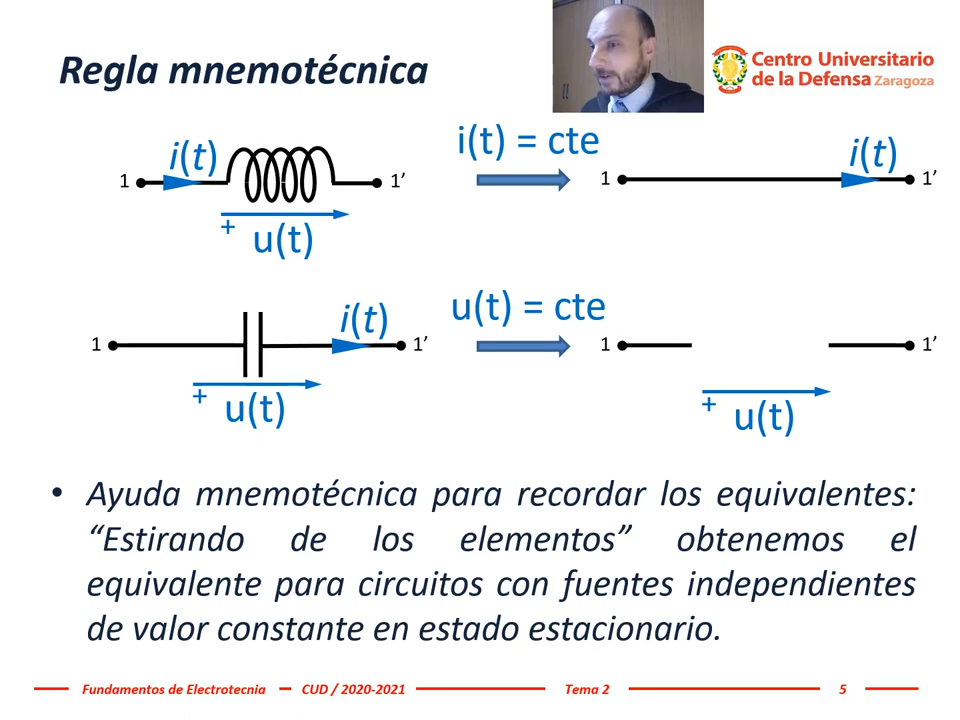 Regla mnemotécnica
Centro Universitario
de la Defensa Zaragoza
i(t)
1
1’
+
u(t)
i(t) = cte
i(t)
1
1’
i(t)
1
1’
+
u(t)
u(t) = cte
1
1’
+
u(t)
• Ayuda mnemotécnica para recordar los equivalentes:
“Estirando de los elementos” obtenemos el
equivalente para circuitos con fuentes independientes
de valor constante en estado estacionario.
Fundamentos de Electrotecnia CUD / 2020-2021 Tema 2 5